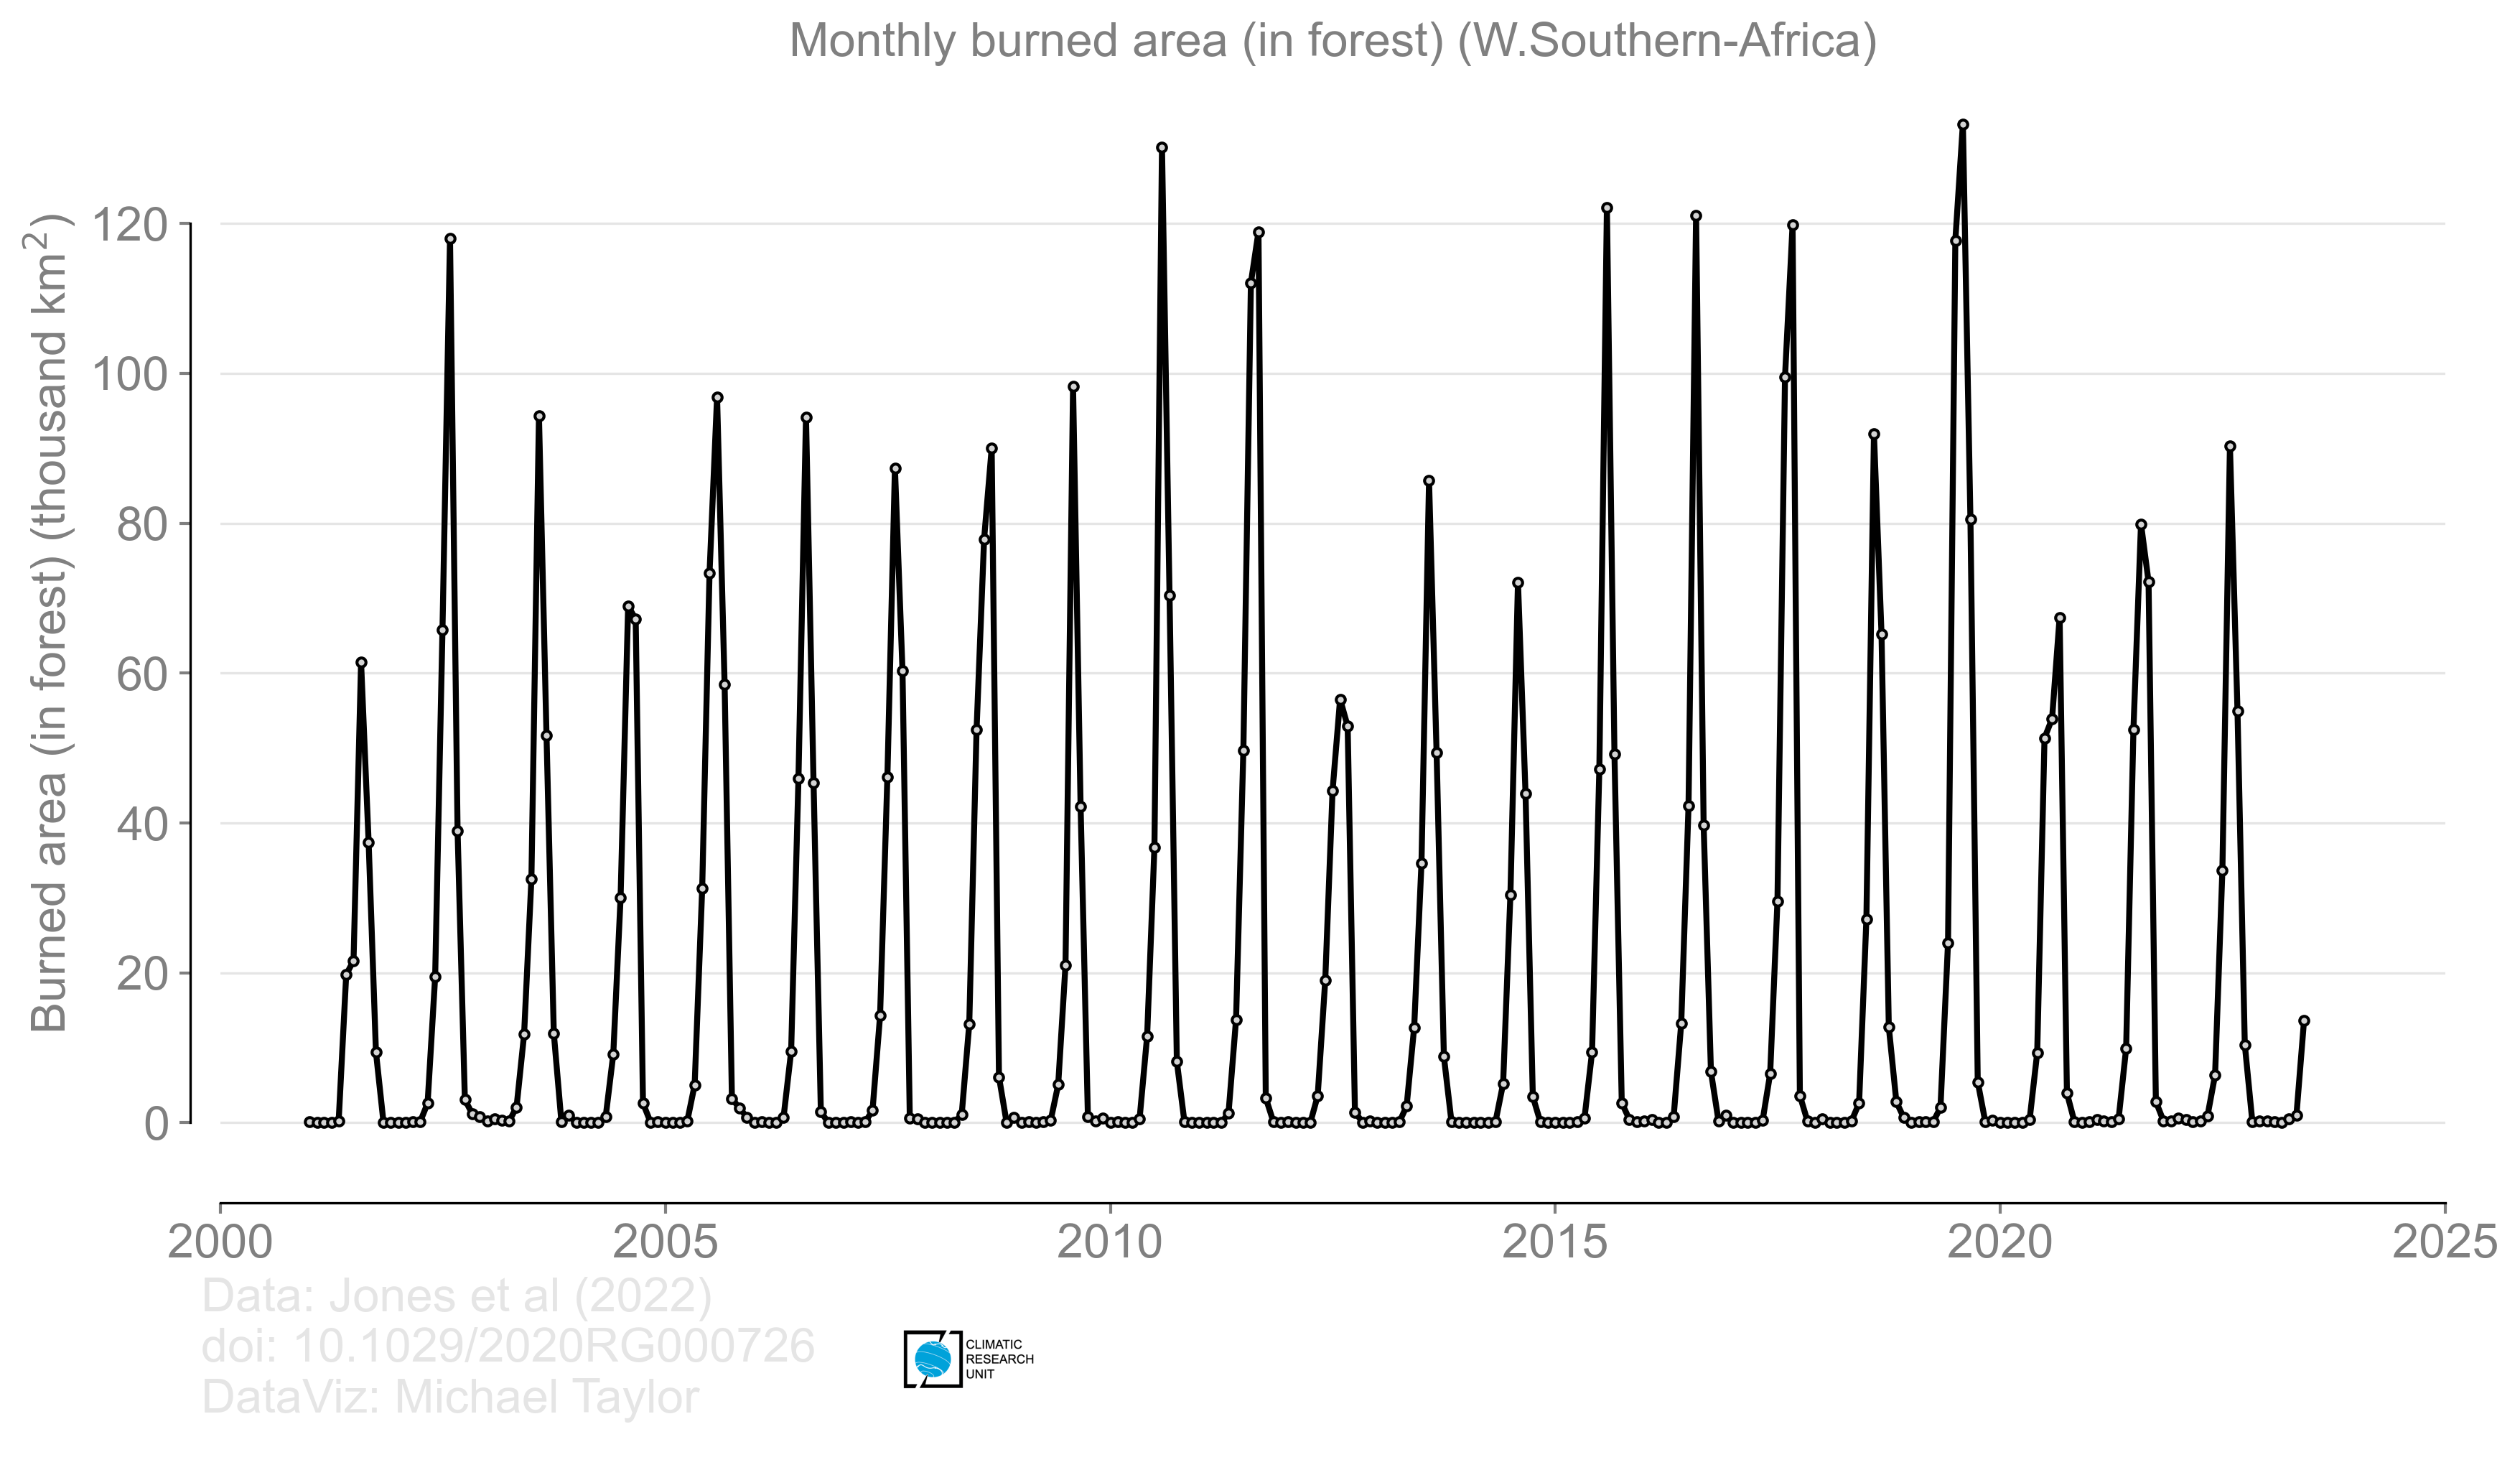 Monthly burned area (in forest) (W.Southern-Africa)
Burned area (in forest) (thousand km²)
120
100
80
60
40
20
0
2000 2005 2010 2015 2020 2025
Data: Jones et al (2022)
doi: 10.1029/2020RG000726
DataViz: Michael Taylor
CLIMATIC
RESEARCH
UNIT